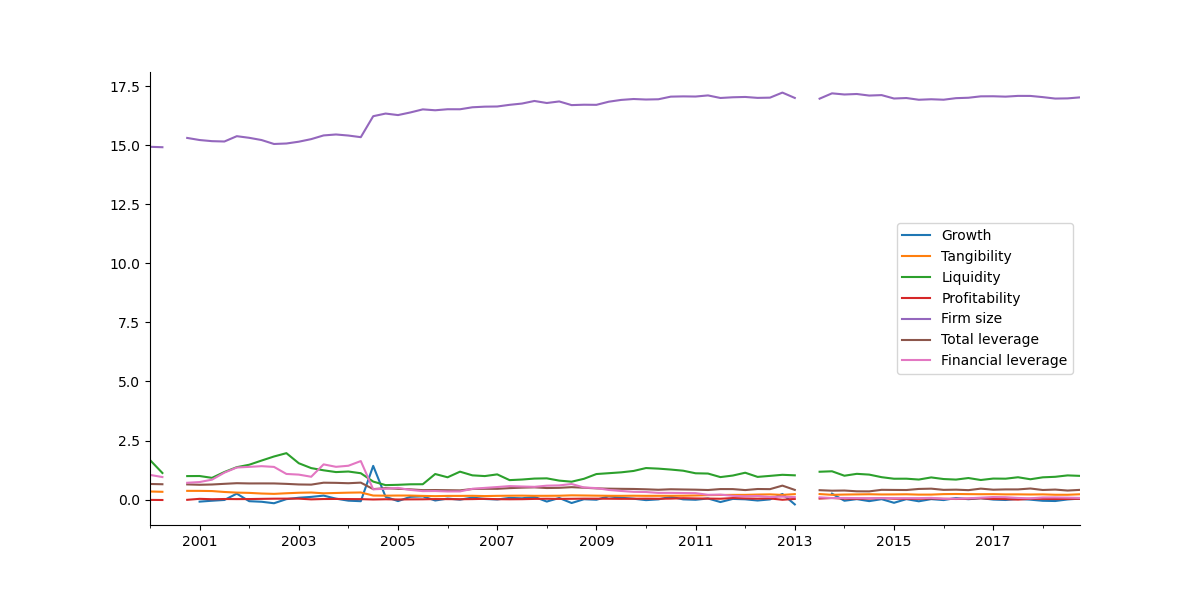 17.5
15.0
12.5
10.0
7.5
5.0
2.5
0.0
Growth
Tangibility
Liquidity
Profitability
Firm size
Total leverage
Financial leverage
2001 2003 2005 2007 2009 2011 2013 2015 2017